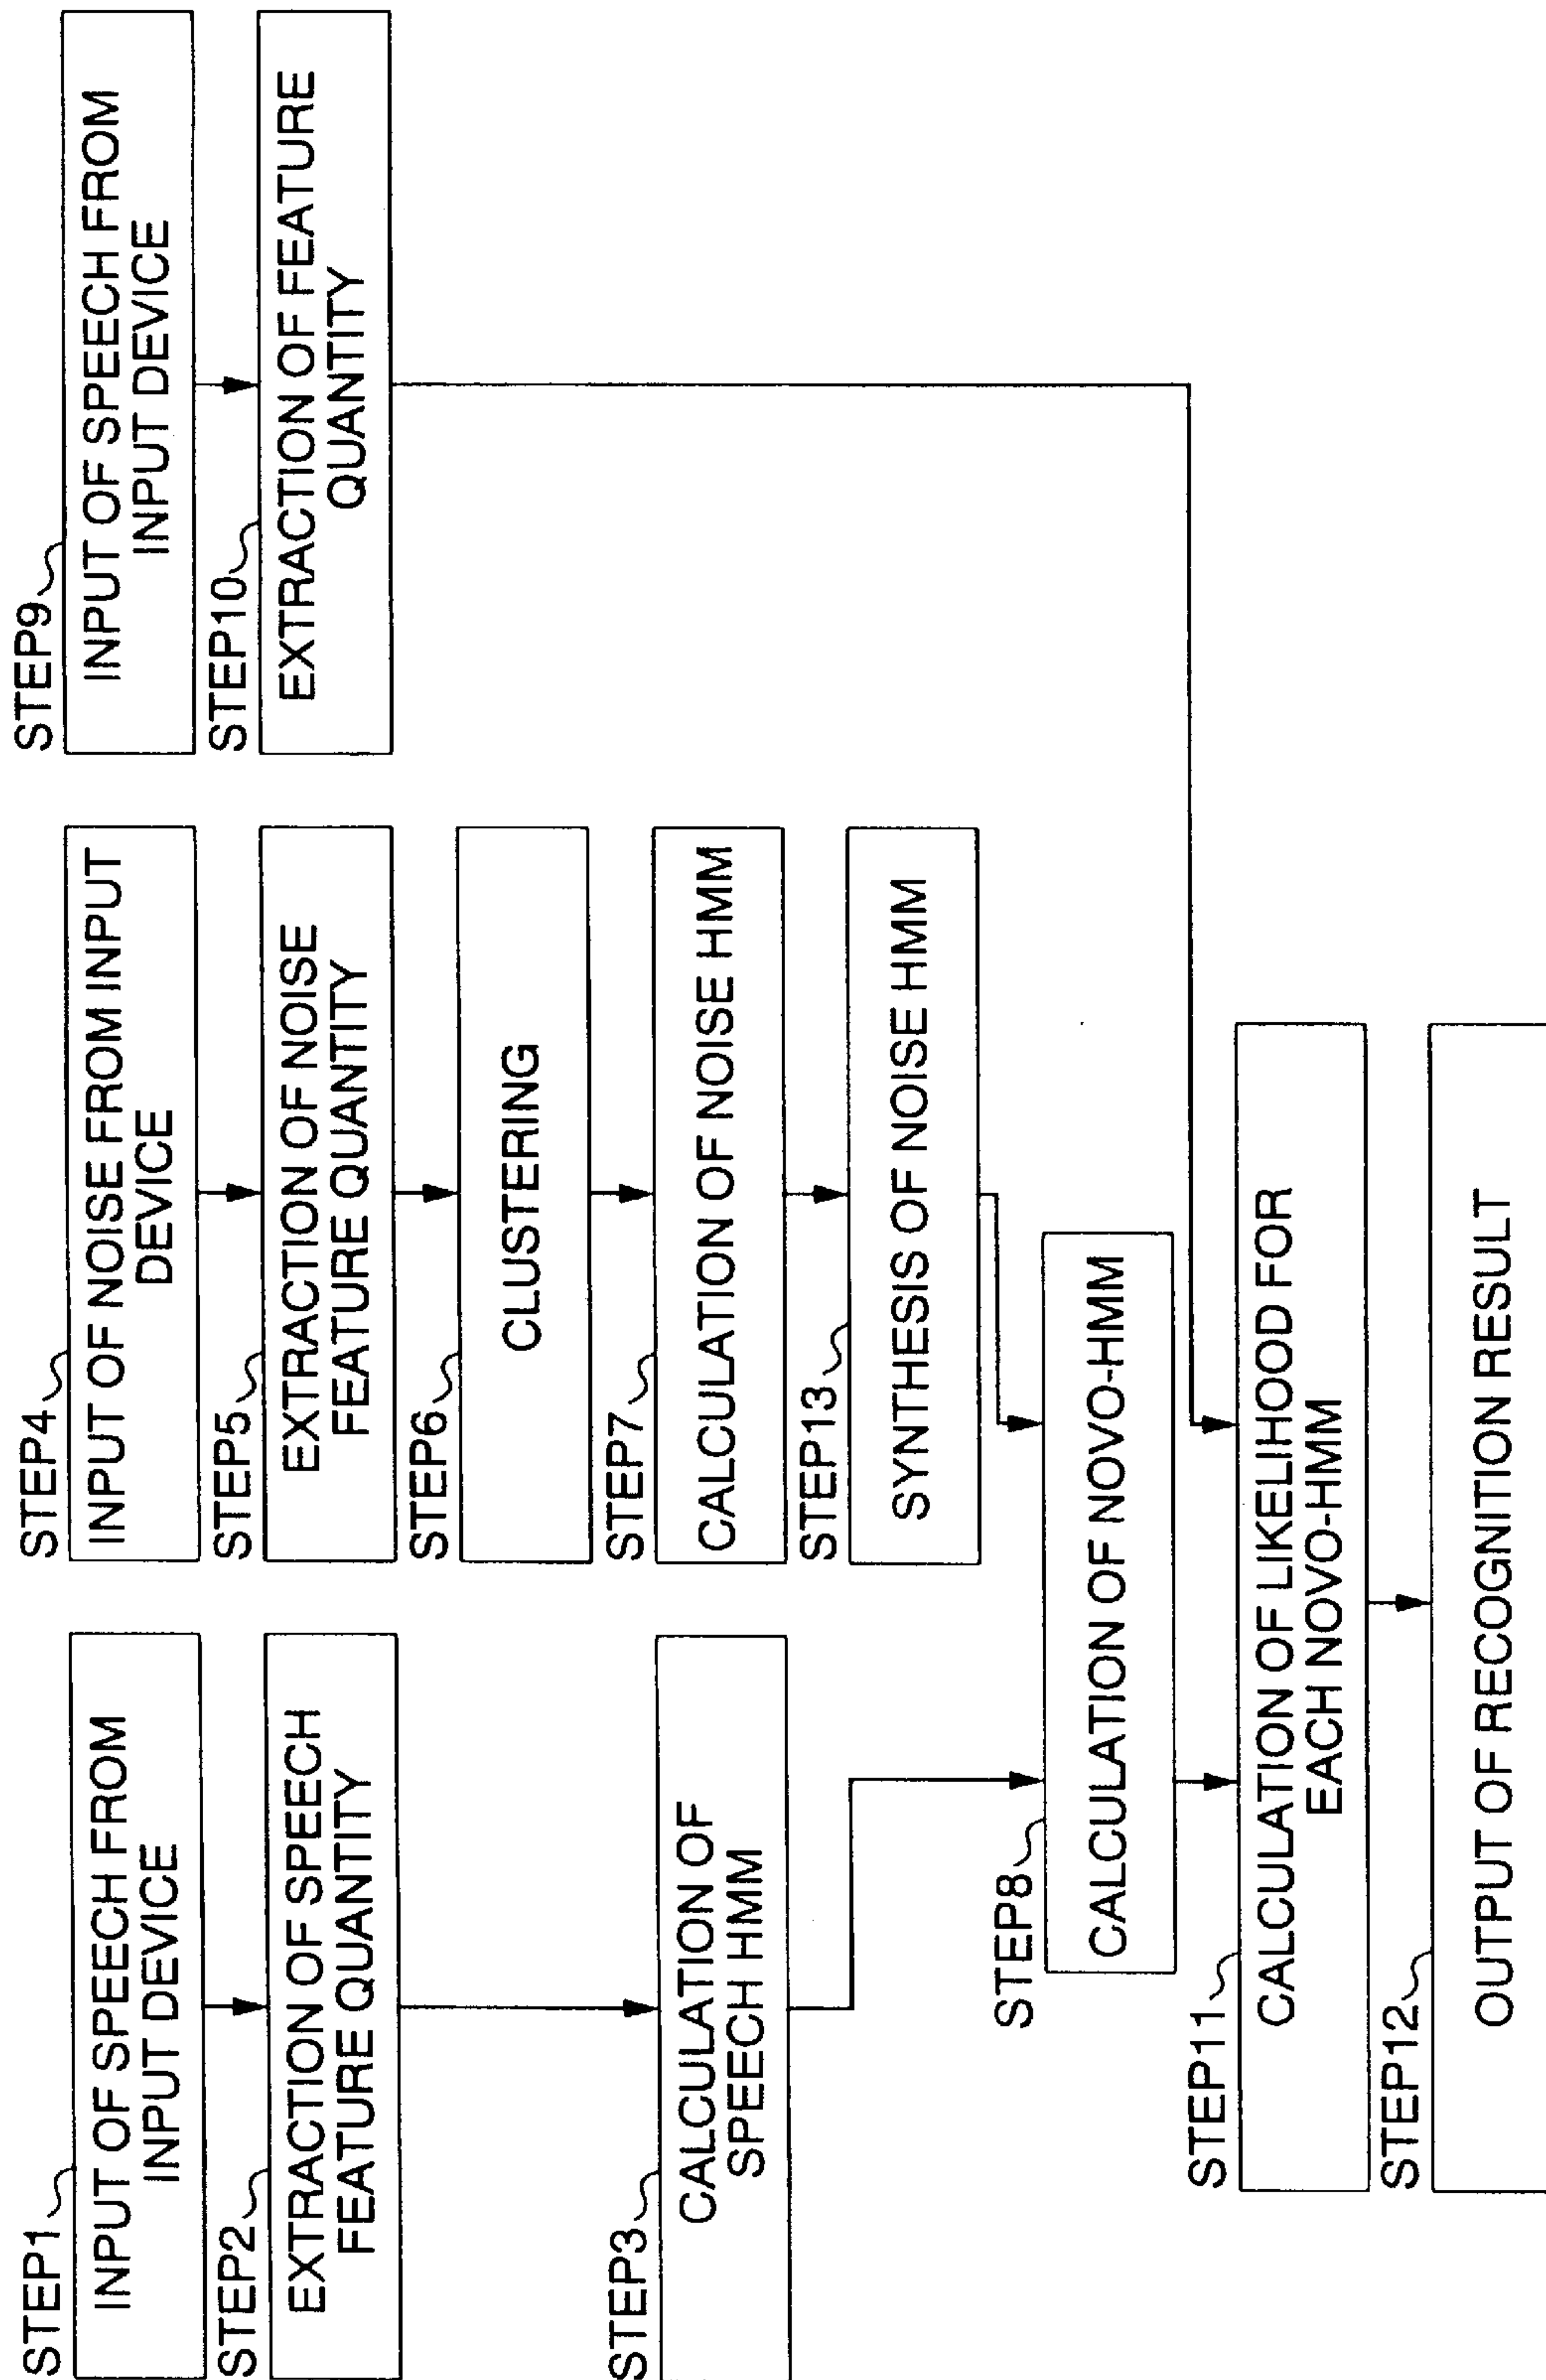 STEP1
INPUT OF SPEECH FROM
INPUT DEVICE
STEP2
EXTRACTION OF SPEECH
FEATURE QUANTITY
STEP3
CALCULATION OF
SPEECH HMM
STEP4
INPUT OF NOISE FROM INPUT
DEVICE
STEP5
EXTRACTION OF NOISE
FEATURE QUANTITY
STEP6
CLUSTERING
STEP7
CALCULATION OF NOISE HMM
STEP13
SYNTHESIS OF NOISE HMM
STEP8
CALCULATION OF NOVO-HMM
STEP9
INPUT OF SPEECH FROM
INPUT DEVICE
STEP10
EXTRACTION OF FEATURE
QUANTITY
STEP11
CALCULATION OF LIKELIHOOD FOR
EACH NOVO-HMM
STEP12
OUTPUT OF RECOGNITION RESULT